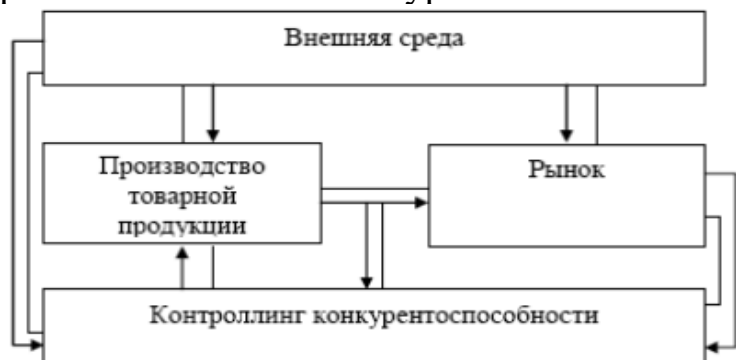 Внешняя среда
Производство
товарной
продукции
Рынок
Контроллинг конкурентоспособности